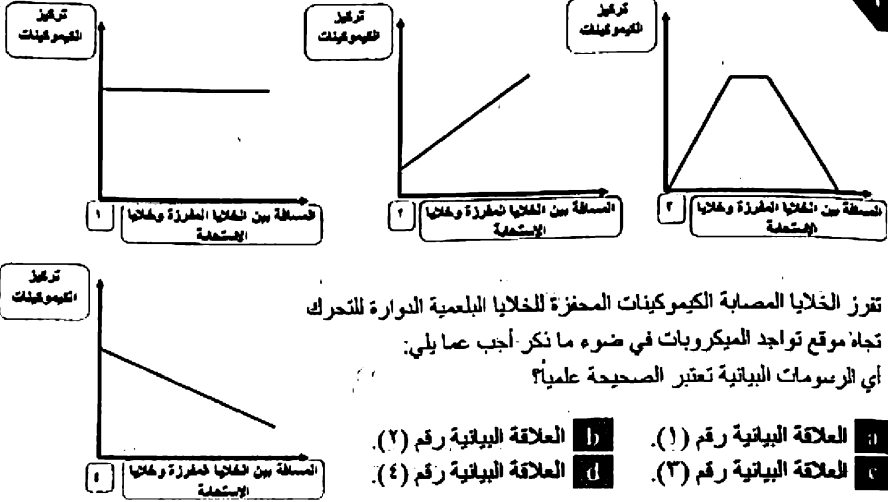 تركيز
الكيموكينات
المسافة بين الخلايا المفرزة وخلايا
الإستجابة
١
تركيز
الكيموكينات
المسافة بين الخلايا المفرزة وخلايا
الإستجابة
٢
تركيز
الكيموكينات
المسافة بين الخلايا المفرزة وخلايا
الإستجابة
٣
تركيز
الكيموكينات
المسافة بين الخلايا المفرزة وخلايا
الإستجابة
٤
تفرز الخلايا المصابة الكيموكينات المحفزة للخلايا البلعمية الدوارة للتحرك
تجاه موقع تواجد الميكروبات في ضوء ما ذكر أجب عما يلي:
أي الرسومات البيانية تعتبر الصحيحة علمياً؟
a العلاقة البيانية رقم (١). b العلاقة البيانية رقم (٢).
c العلاقة البيانية رقم (٣). d العلاقة البيانية رقم (٤).